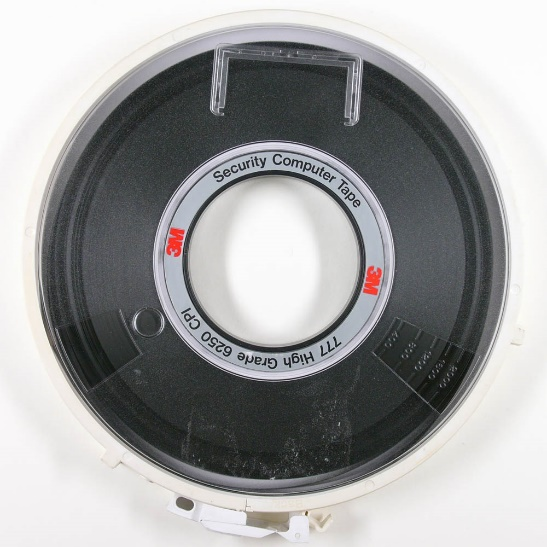 Security Computer Tape
3M
3M
777 High Grade 6250 CPI